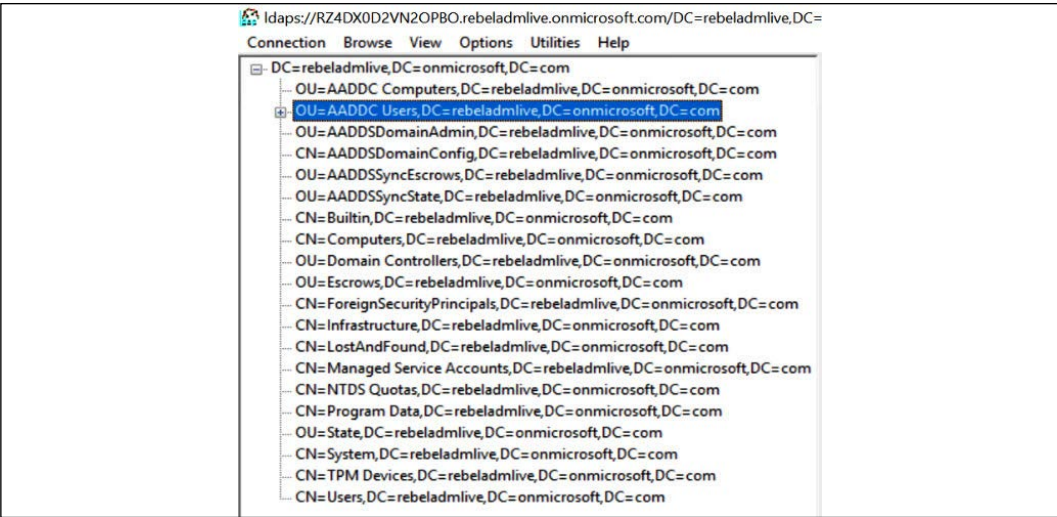 ldaps://RZ4DX0D2VN2OPBO.rebeladmlive.onmicrosoft.com/DC=rebeladmlive,DC=
Connection Browse View Options Utilities Help
DC=rebeladmlive,DC=onmicrosoft,DC=com
OU=AADDC Computers,DC=rebeladmlive,DC=onmicrosoft,DC=com
OU=AADDC Users,DC=rebeladmlive,DC=onmicrosoft,DC=com
OU=AADDSDomainAdmin,DC=rebeladmlive,DC=onmicrosoft,DC=com
CN=AADDSDomainConfig,DC=rebeladmlive,DC=onmicrosoft,DC=com
OU=AADDSSyncEscrows,DC=rebeladmlive,DC=onmicrosoft,DC=com
OU=AADDSSyncState,DC=rebeladmlive,DC=onmicrosoft,DC=com
CN=Builtin,DC=rebeladmlive,DC=onmicrosoft,DC=com
CN=Computers,DC=rebeladmlive,DC=onmicrosoft,DC=com
OU=Domain Controllers,DC=rebeladmlive,DC=onmicrosoft,DC=com
OU=Escrows,DC=rebeladmlive,DC=onmicrosoft,DC=com
CN=ForeignSecurityPrincipals,DC=rebeladmlive,DC=onmicrosoft,DC=com
CN=Infrastructure,DC=rebeladmlive,DC=onmicrosoft,DC=com
CN=LostAndFound,DC=rebeladmlive,DC=onmicrosoft,DC=com
CN=Managed Service Accounts,DC=rebeladmlive,DC=onmicrosoft,DC=com
CN=NTDS Quotas,DC=rebeladmlive,DC=onmicrosoft,DC=com
CN=Program Data,DC=rebeladmlive,DC=onmicrosoft,DC=com
OU=State,DC=rebeladmlive,DC=onmicrosoft,DC=com
CN=System,DC=rebeladmlive,DC=onmicrosoft,DC=com
CN=TPM Devices,DC=rebeladmlive,DC=onmicrosoft,DC=com
CN=Users,DC=rebeladmlive,DC=onmicrosoft,DC=com